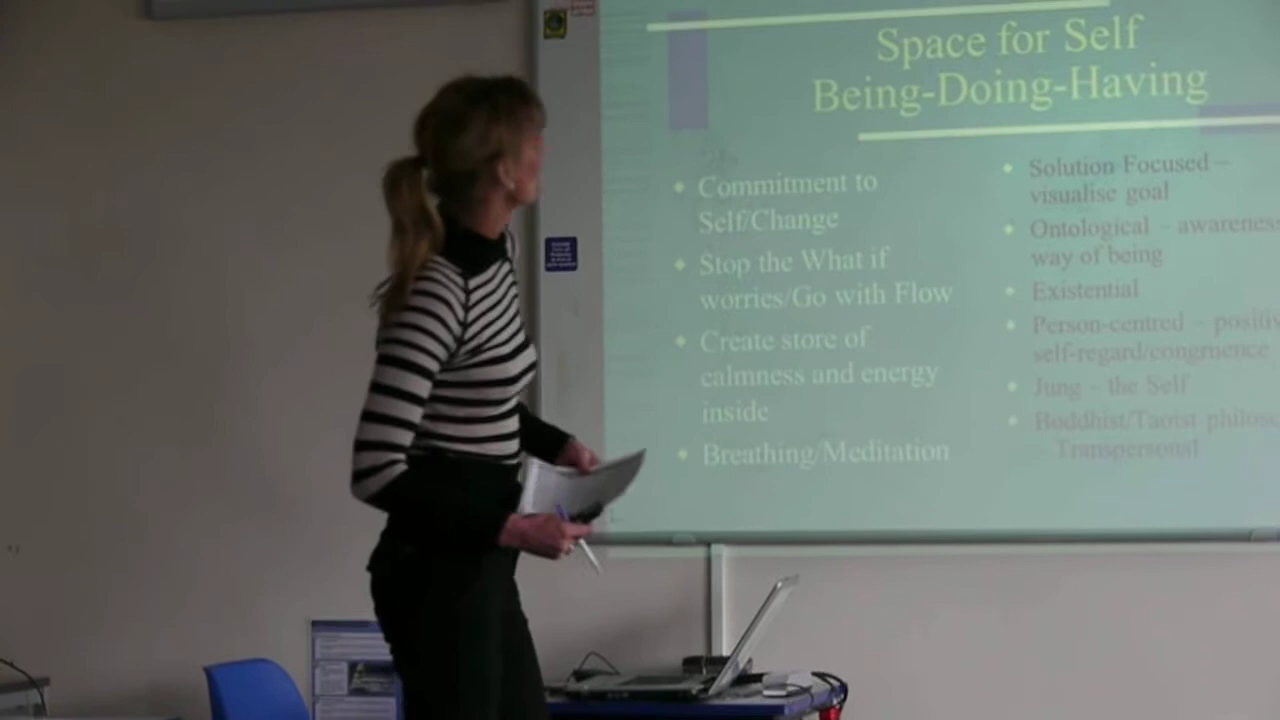 Space for Self
Being-Doing-Having
Commitment to
Self/Change
Stop the What if
worries/Go with Flow
Create store of
calmness and energy
inside
Breathing/Meditation
Solution Focused –
visualise goal
Ontological - awareness
way of being
Existential
Person-centred – positiv
self-regard/congruence
Jung – the Self
Buddhist/Taoist philoso
- Transpersonal